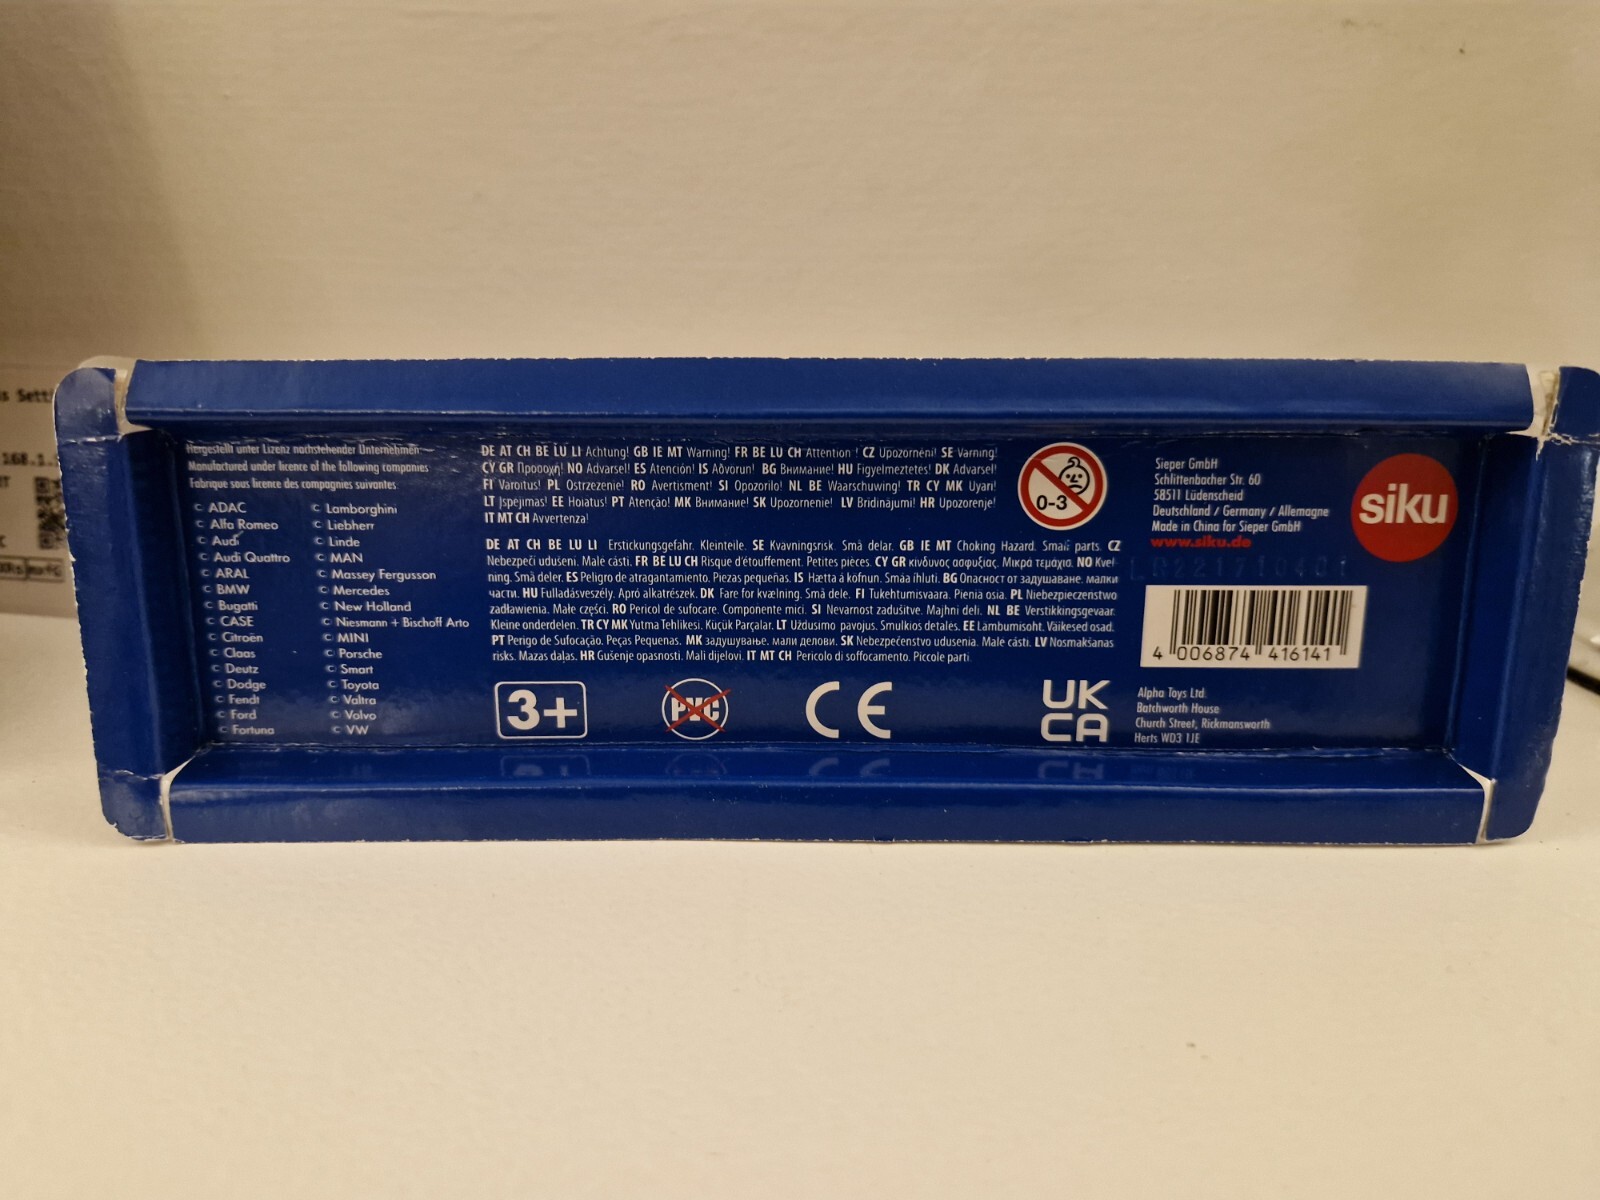 Hergestellt unter Lizenz nachstehender Unternehmen
Manufactured under licence of the following companies
Fabrique sous licence des compagnies suivantes
© ADAC
© Alfa Romeo
© Audi
© Audi Quattro
© ARAL
© BMW
© Bugatti
© CASE
© Citroën
© Claas
© Deutz
© Dodge
© Fendt
© Ford
© Fortuna
© Lamborghini
© Liebherr
© Linde
© MAN
© Massey Fergusson
© Mercedes
© New Holland
© Niesmann + Bischoff Arto
© MINI
© Porsche
© Smart
© Toyota
© Valtra
© Volvo
© VW
DE AT CH BE LU LI Achtung! GB IE MT Warning! FR BE LU CH Attention ! CZ Upozornění! SE Varning!
CY GR Προσοχή! NO Advarsel! ES Atención! IS Aðvörun! BG Внимание! HU Figyelmeztetés! DK Advarsel!
FI Varoitus! PL Ostrzezenie! RO Avertisment! SI Opozorilo! NL BE Waarschuwing! TR CY MK Uyari!
LT Įspėjimas! EE Hoiatus! PT Atenção! MK Внимание! SK Upozornenie! LV Brīdinājumi! HR Upozorenje!
IT MT CH Avvertenza!
DE AT CH BE LU LI Erstickungsgefahr. Kleinteile. SE Kvavningsrisk. Små delar. GB IE MT Choking Hazard. Small parts. CZ
Nebezpečí udušení. Malé části. FR BE LU CH Risque d'étouffement. Petites pièces. CY GR κίνδυνος ασφυξίας. Μικρά τεμάχια. NO Kvel-
ning. Små deler. ES Peligro de atragantamiento. Piezas pequeñas. IS Hætta á köfnun. Smáa íhluti. BG Опасност от задушаване. малки
части. HU Fulladásveszély. Apró alkatrészek. DK Fare for kvælning. Små dele. FI Tukehtumisvaara. Pieniä osia. PL Niebezpieczenstwo
zadławienia. Małe części. RO Pericol de sufocare. Componente mici. SI Nevarnost zadušitve. Majhni deli. NL BE Verstikkingsgevaar.
Kleine onderdelen. TR CY MK Yutma Tehlikesi. Küçük Parçalar. LT Uždusimo pavojus. Smulkios detalės. EE Lämbumisoht. Väikesed osad.
PT Perigo de Sufocação. Peças Pequenas. MK задушување. мали делови. SK Nebezpečenstvo udusenia. Malé části. LV Nosmakšanas
risks. Mazas daļas. HR Gušenje opasnosti. Mali dijelovi. IT MT CH Pericolo di soffocamento. Piccole parti.
0-3
3+
PVC
CE
UK
CA
Sieper GmbH
Schlittenbacher Str. 60
58511 Lüdenscheid
Deutschland / Germany / Allemagne
Made in China for Sieper GmbH
www.siku.de
siku
4 006874 416141
Alpha Toys Ltd.
Batchworth House
Church Street, Rickmansworth
Herts WD3 1JE